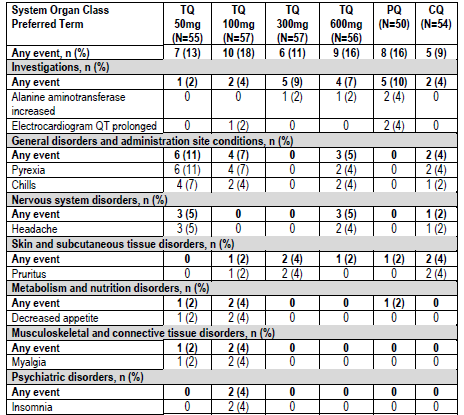 System Organ Class Preferred Term | TQ 50mg (N=55) | TQ 100mg (N=57) | TQ 300mg (N=57) | TQ 600mg (N=56) | PQ (N=50) | CQ (N=54)
Any event, n (%) | 7 (13) | 10 (18) | 6 (11) | 9 (16) | 8 (16) | 5 (9)
Investigations, n (%)
Any event | 1 (2) | 2 (4) | 5 (9) | 4 (7) | 5 (10) | 2 (4)
Alanine aminotransferase increased | 0 | 0 | 1 (2) | 1 (2) | 2 (4) | 0
Electrocardiogram QT prolonged | 0 | 1 (2) | 0 | 0 | 2 (4) | 0
General disorders and administration site conditions, n (%)
Any event | 6 (11) | 4 (7) | 0 | 3 (5) | 0 | 2 (4)
Pyrexia | 6 (11) | 4 (7) | 0 | 2 (4) | 0 | 2 (4)
Chills | 4 (7) | 2 (4) | 0 | 2 (4) | 0 | 1 (2)
Nervous system disorders, n (%)
Any event | 3 (5) | 0 | 0 | 3 (5) | 0 | 1 (2)
Headache | 3 (5) | 0 | 0 | 2 (4) | 0 | 1 (2)
Skin and subcutaneous tissue disorders, n (%)
Any event | 0 | 1 (2) | 2 (4) | 1 (2) | 1 (2) | 2 (4)
Pruritus | 0 | 1 (2) | 2 (4) | 0 | 0 | 2 (4)
Metabolism and nutrition disorders, n (%)
Any event | 1 (2) | 2 (4) | 0 | 0 | 1 (2) | 0
Decreased appetite | 1 (2) | 2 (4) | 0 | 0 | 0 | 0
Musculoskeletal and connective tissue disorders, n (%)
Any event | 1 (2) | 2 (4) | 0 | 0 | 0 | 0
Myalgia | 1 (2) | 2 (4) | 0 | 0 | 0 | 0
Psychiatric disorders, n (%)
Any event | 0 | 2 (4) | 0 | 0 | 0 | 0
Insomnia | 0 | 2 (4) | 0 | 0 | 0 | 0